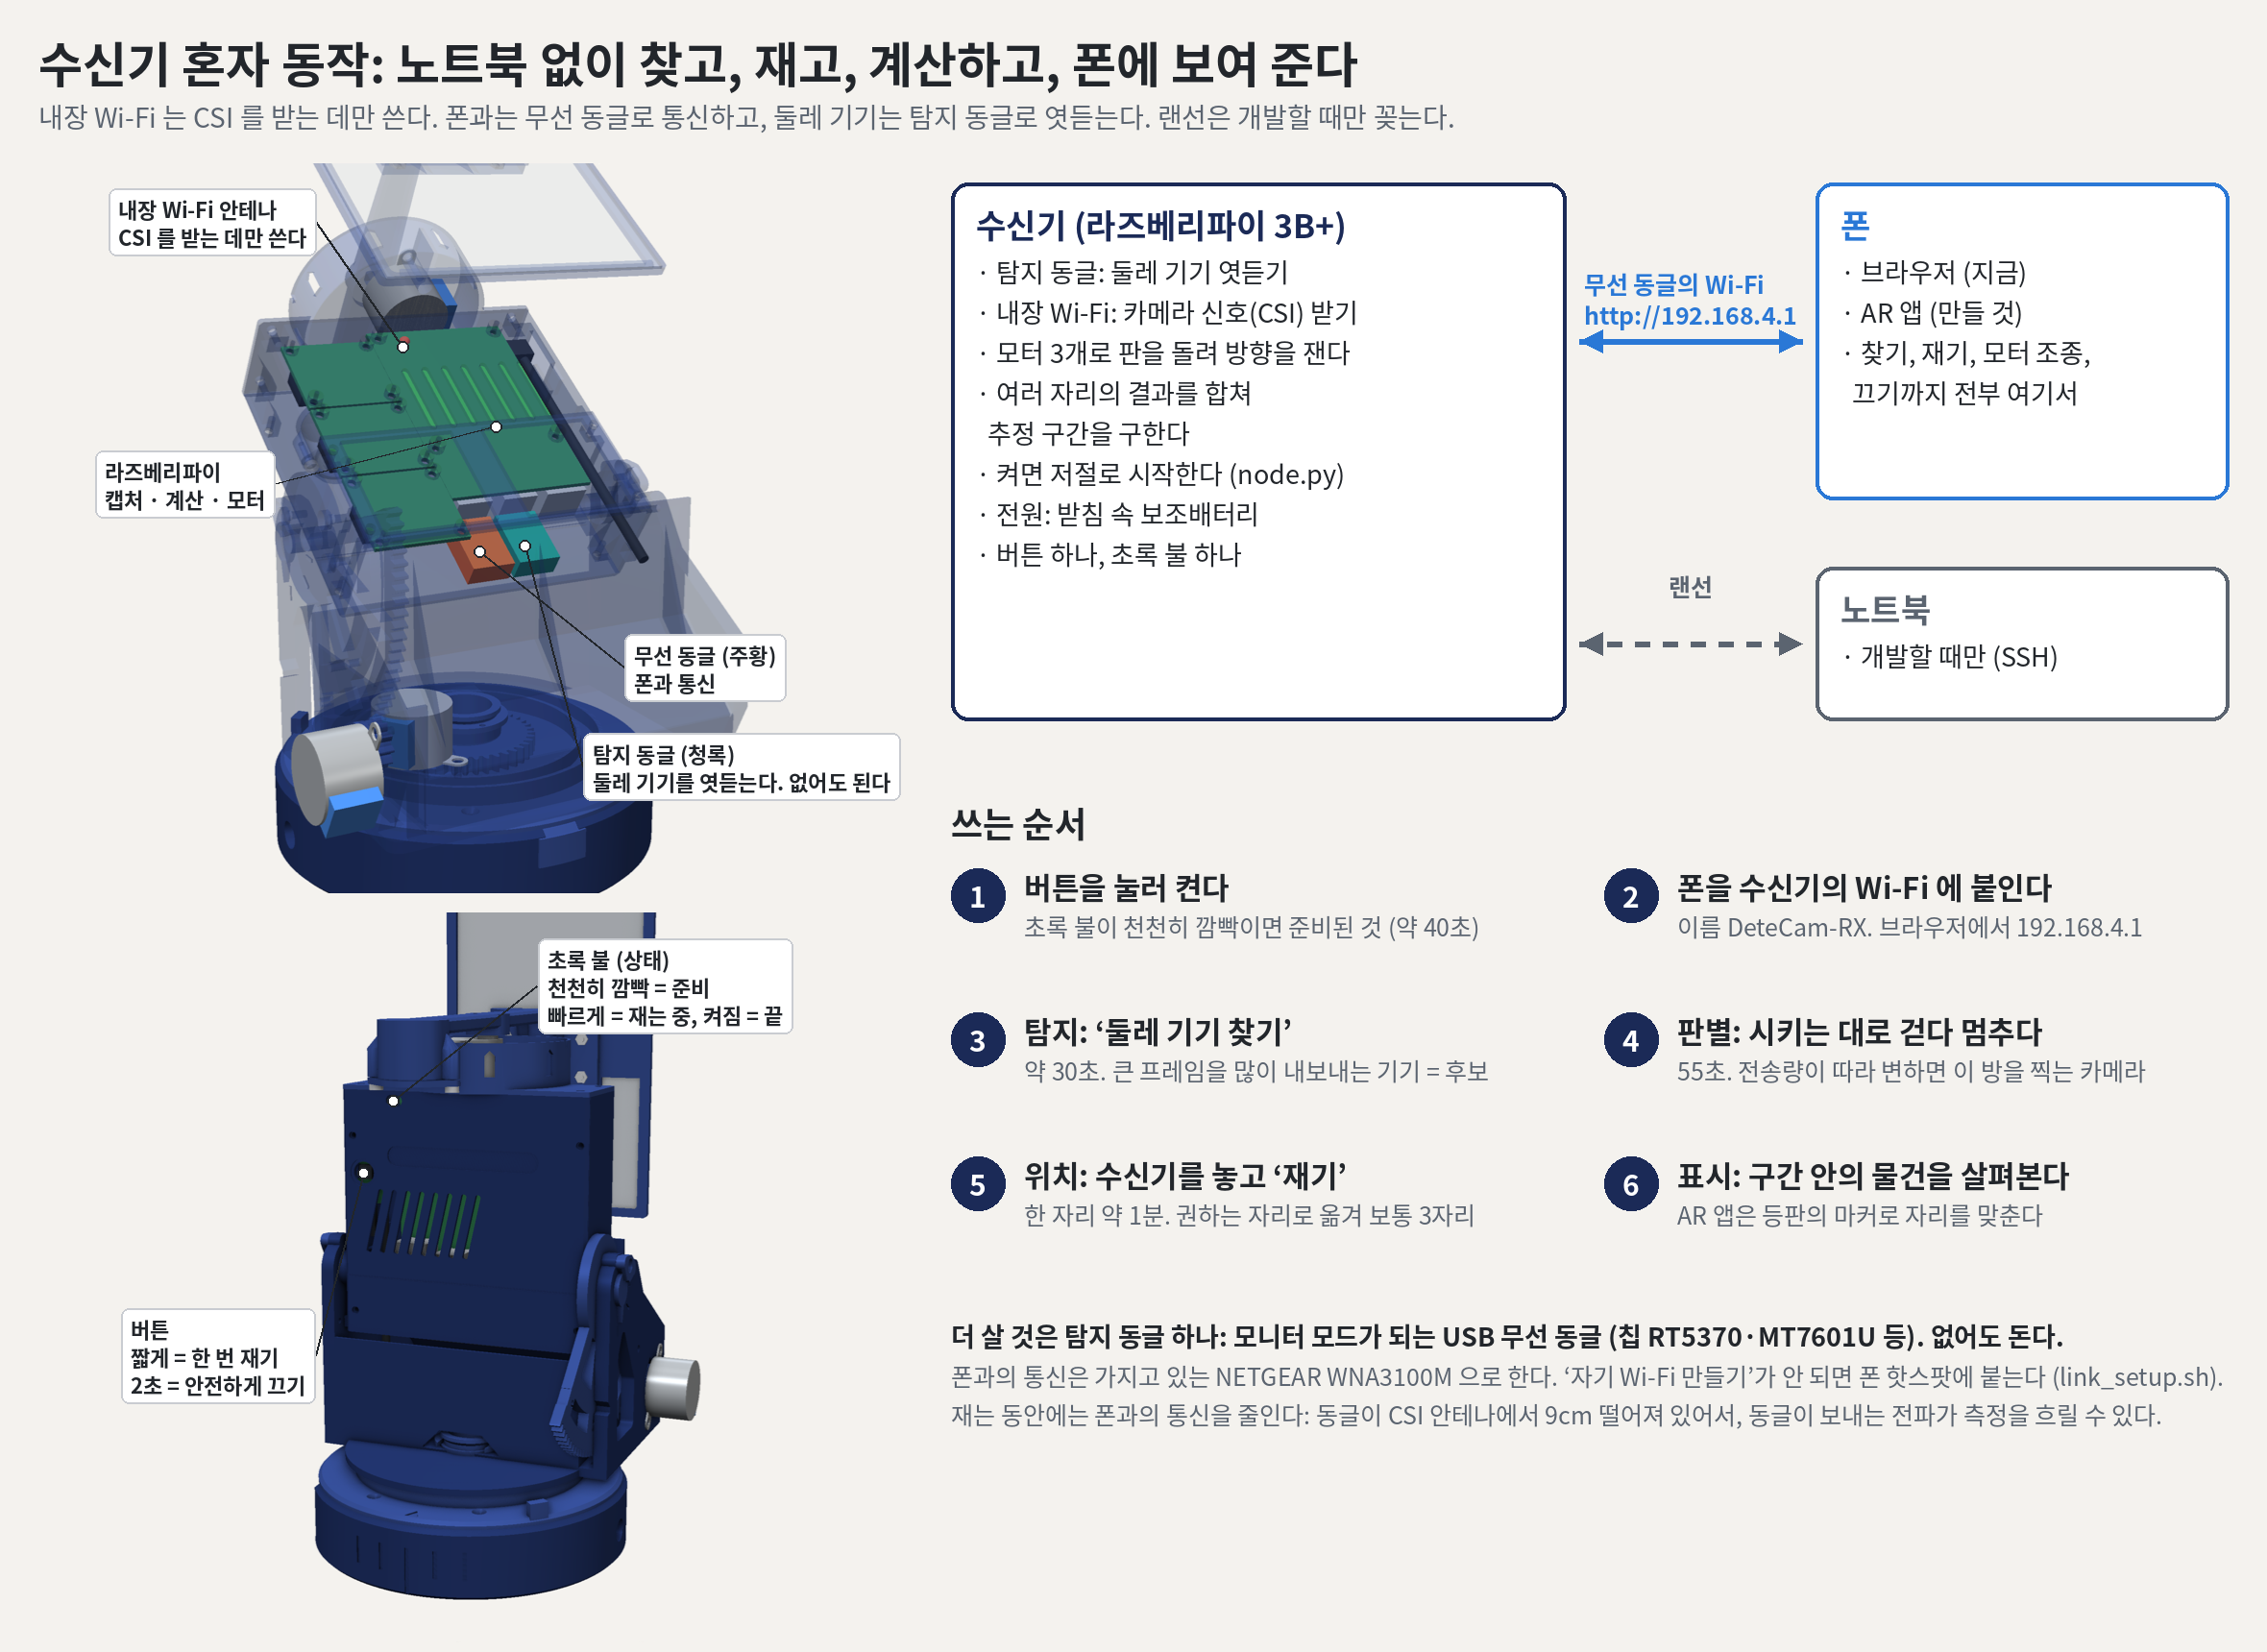 수신기 혼자 동작: 노트북 없이 찾고, 재고, 계산하고, 폰에 보여 준다
내장 Wi-Fi 는 CSI 를 받는 데만 쓴다. 폰과는 무선 동글로 통신하고, 둘레 기기는 탐지 동글로 엿듣는다. 랜선은 개발할 때만 꽂는다.
내장 Wi-Fi 안테나
CSI 를 받는 데만 쓴다
라즈베리파이
캡처 · 계산 · 모터
무선 동글 (주황)
폰과 통신
탐지 동글 (청록)
둘레 기기를 엿듣는다. 없어도 된다
초록 불 (상태)
천천히 깜빡 = 준비
빠르게 = 재는 중, 켜짐 = 끝
버튼
짧게 = 한 번 재기
2초 = 안전하게 끄기
수신기 (라즈베리파이 3B+)
· 탐지 동글: 둘레 기기 엿듣기
· 내장 Wi-Fi: 카메라 신호(CSI) 받기
· 모터 3개로 판을 돌려 방향을 잰다
· 여러 자리의 결과를 합쳐
추정 구간을 구한다
· 켜면 저절로 시작한다 (node.py)
· 전원: 받침 속 보조배터리
· 버튼 하나, 초록 불 하나
무선 동글의 Wi-Fi
http://192.168.4.1
폰
· 브라우저 (지금)
· AR 앱 (만들 것)
· 찾기, 재기, 모터 조종,
끄기까지 전부 여기서
랜선
노트북
· 개발할 때만 (SSH)
쓰는 순서
1 버튼을 눌러 켠다
초록 불이 천천히 깜빡이면 준비된 것 (약 40초)
2 폰을 수신기의 Wi-Fi 에 붙인다
이름 DeteCam-RX. 브라우저에서 192.168.4.1
3 탐지: ‘둘레 기기 찾기’
약 30초. 큰 프레임을 많이 내보내는 기기 = 후보
4 판별: 시키는 대로 걷다 멈추다
55초. 전송량이 따라 변하면 이 방을 찍는 카메라
5 위치: 수신기를 놓고 ‘재기’
한 자리 약 1분. 권하는 자리로 옮겨 보통 3자리
6 표시: 구간 안의 물건을 살펴본다
AR 앱은 등판의 마커로 자리를 맞춘다
더 살 것은 탐지 동글 하나: 모니터 모드가 되는 USB 무선 동글 (칩 RT5370·MT7601U 등). 없어도 돈다.
폰과의 통신은 가지고 있는 NETGEAR WNA3100M 으로 한다. ‘자기 Wi-Fi 만들기’가 안 되면 폰 핫스팟에 붙는다 (link_setup.sh).
재는 동안에는 폰과의 통신을 줄인다: 동글이 CSI 안테나에서 9cm 떨어져 있어서, 동글이 보내는 전파가 측정을 흐릴 수 있다.